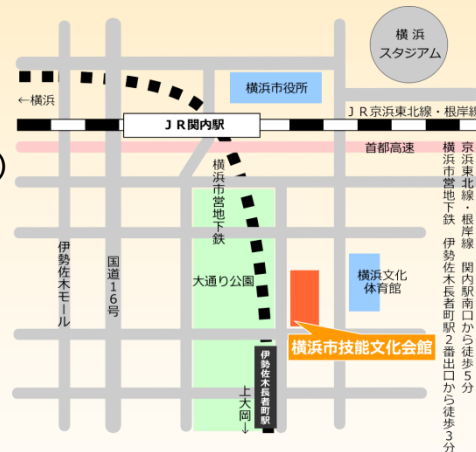 横浜
スタジアム
横浜市役所
←横浜
JR関内駅
JR京浜東北線・根岸線
首都高速
横浜市営地下鉄
伊勢佐木モール
国道16号
大通り公園
横浜文化
体育館
横浜市技能文化会館
伊勢佐木長者町駅
上大岡→
京浜東北線・根岸線 関内駅南口から徒歩5分
横浜市営地下鉄 伊勢佐木長者町駅2番出口から徒歩3分